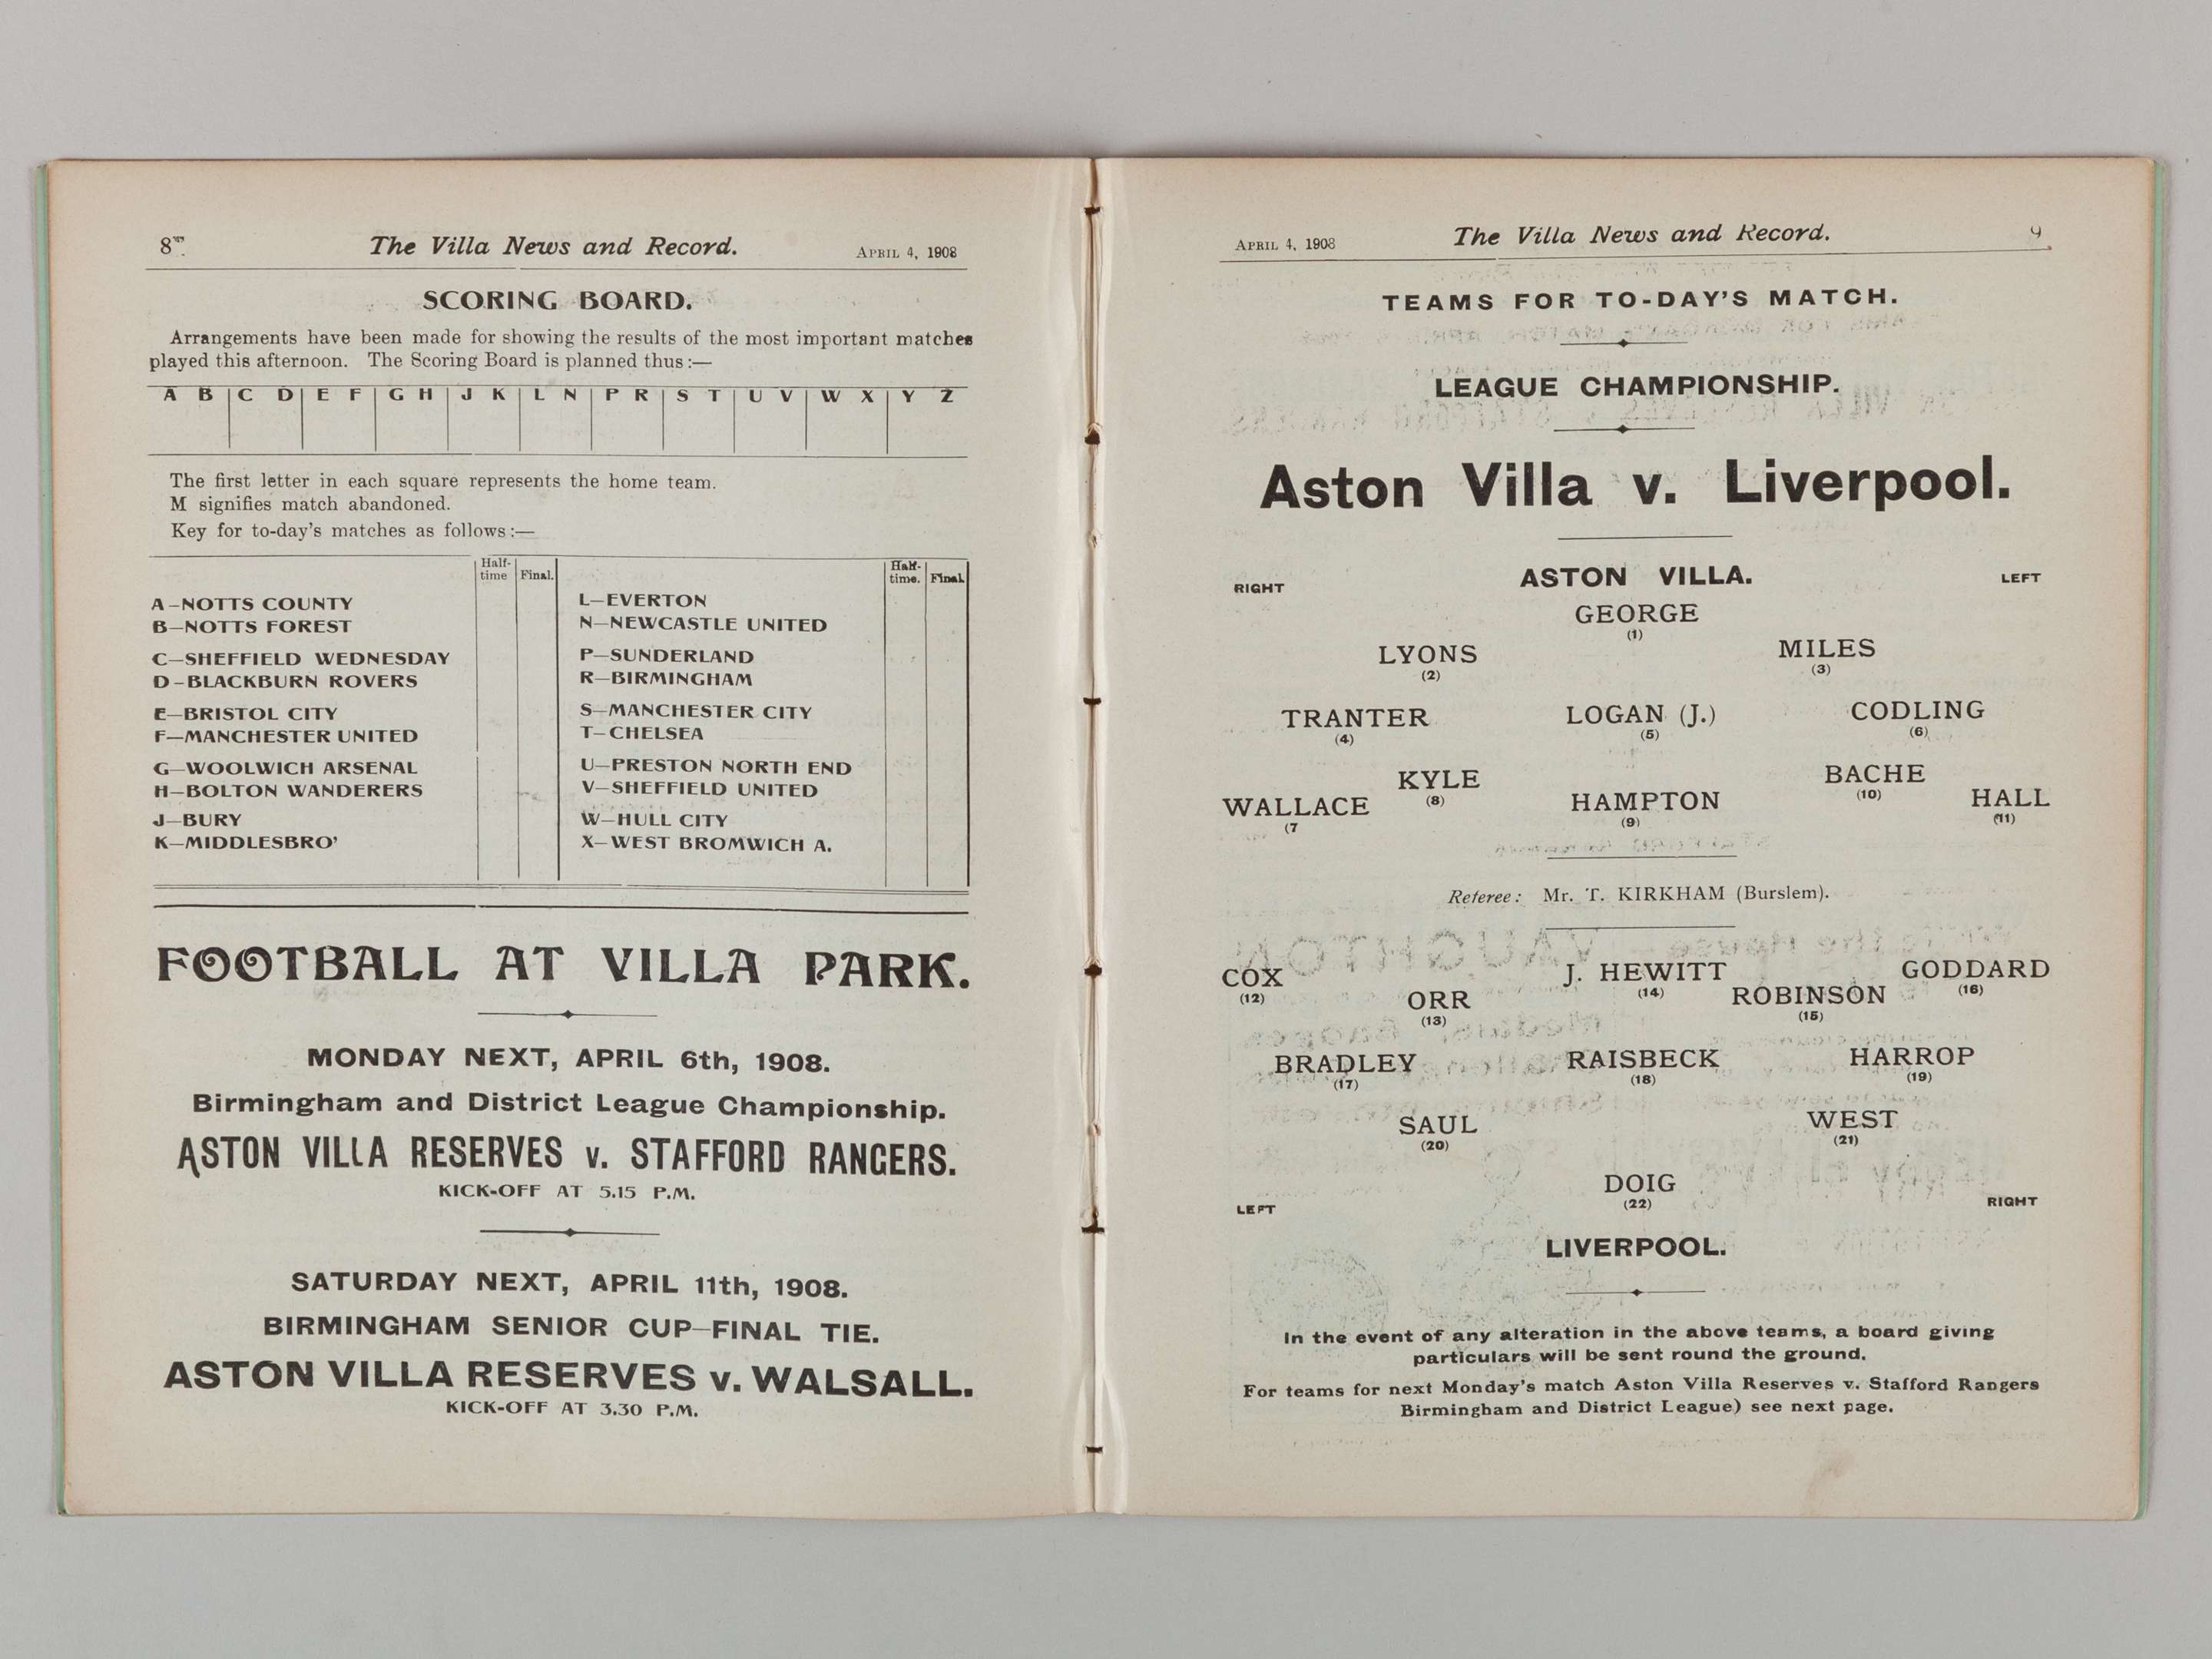 8
The Villa News and Record.
APRIL 4, 1908
SCORING BOARD.
Arrangements have been made for showing the results of the most important matches
played this afternoon. The Scoring Board is planned thus:—
A B C D E F G H J K L N P R S T U V W X Y Z
The first letter in each square represents the home team.
M signifies match abandoned.
Key for to-day's matches as follows:—
Half-time Final.
A–NOTTS COUNTY
B—NOTTS FOREST
C—SHEFFIELD WEDNESDAY
D–BLACKBURN ROVERS
E—BRISTOL CITY
F—MANCHESTER UNITED
G—WOOLWICH ARSENAL
H—BOLTON WANDERERS
J—BURY
K—MIDDLESBRO'
Half-time. Final.
L—EVERTON
N—NEWCASTLE UNITED
P—SUNDERLAND
R—BIRMINGHAM
S—MANCHESTER CITY
T—CHELSEA
U—PRESTON NORTH END
V—SHEFFIELD UNITED
W—HULL CITY
X—WEST BROMWICH A.
FOOTBALL AT VILLA PARK.
MONDAY NEXT, APRIL 6th, 1908.
Birmingham and District League Championship.
ASTON VILLA RESERVES v. STAFFORD RANGERS.
KICK-OFF AT 5.15 P.M.
SATURDAY NEXT, APRIL 11th, 1908.
BIRMINGHAM SENIOR CUP—FINAL TIE.
ASTON VILLA RESERVES v. WALSALL.
KICK-OFF AT 3.30 P.M.
APRIL 4, 1908
The Villa News and Record.
9
TEAMS FOR TO-DAY'S MATCH.
LEAGUE CHAMPIONSHIP.
Aston Villa v. Liverpool.
RIGHT ASTON VILLA. LEFT
GEORGE
(1)
LYONS MILES
(2) (3)
TRANTER LOGAN (J.) CODLING
(4) (5) (6)
KYLE BACHE
(8) (10)
WALLACE HAMPTON HALL
(7 (9) (11)
Referee: Mr. T. KIRKHAM (Burslem).
COX J. HEWITT GODDARD
(12) (14) (16)
ORR ROBINSON
(13) (15)
BRADLEY RAISBECK HARROP
(17) (18) (19)
SAUL WEST
(20) (21)
DOIG
(22)
LEFT RIGHT
LIVERPOOL.
In the event of any alteration in the above teams, a board giving
particulars will be sent round the ground.
For teams for next Monday's match Aston Villa Reserves v. Stafford Rangers
Birmingham and District League) see next page.